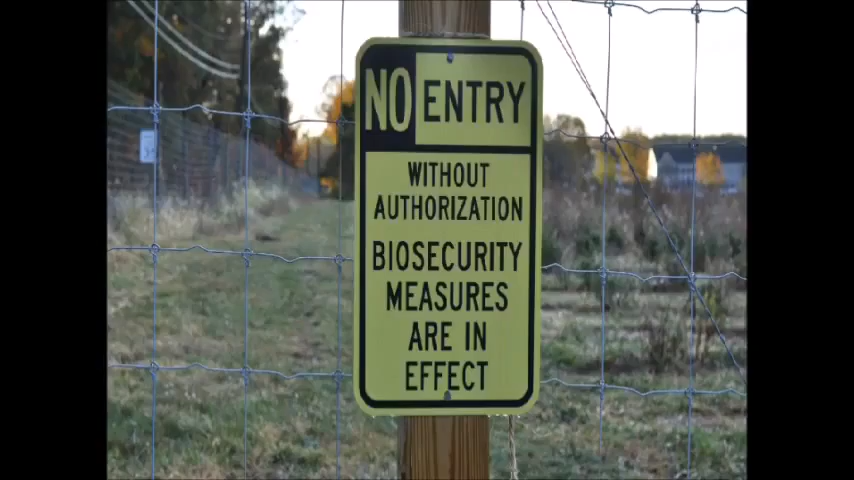 NO ENTRY
WITHOUT
AUTHORIZATION
BIOSECURITY
MEASURES
ARE IN
EFFECT